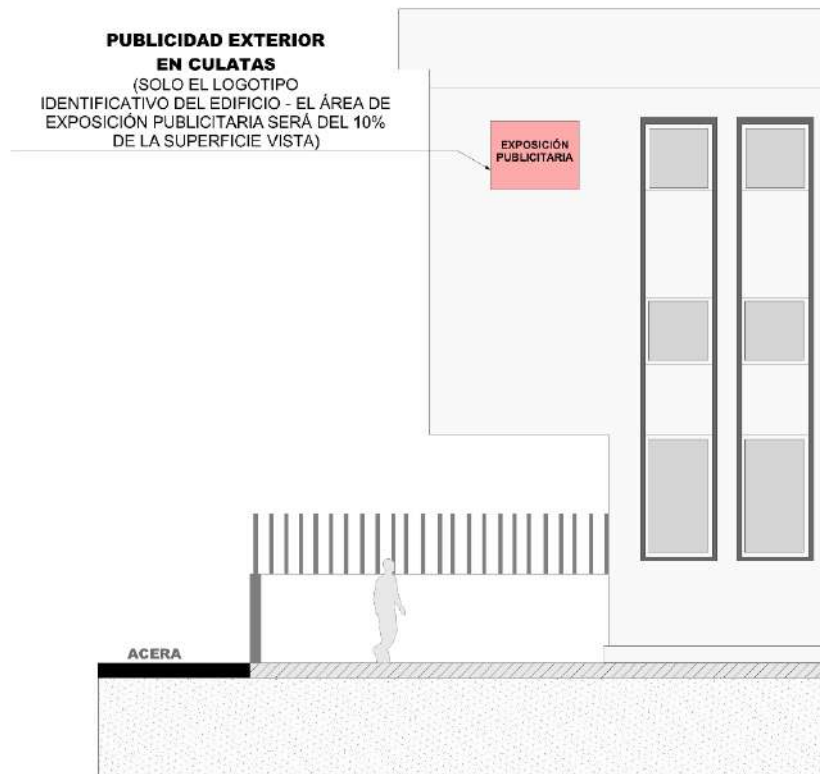 PUBLICIDAD EXTERIOR
EN CULATAS
(SOLO EL LOGOTIPO
IDENTIFICATIVO DEL EDIFICIO - EL ÁREA DE
EXPOSICIÓN PUBLICITARIA SERÁ DEL 10%
DE LA SUPERFICIE VISTA)
EXPOSICIÓN
PUBLICITARIA
ACERA